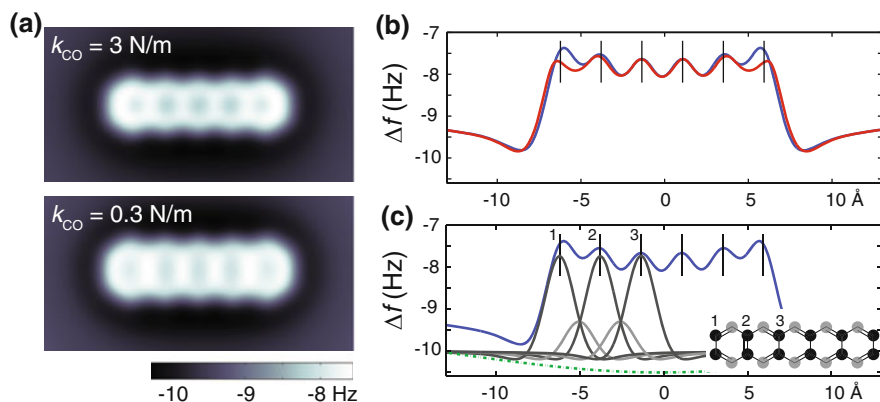 (a)
k_CO = 3 N/m
k_CO = 0.3 N/m
-10 -9 -8 Hz
(b)
-7
-8
-9
-10
Δf (Hz)
-10 -5 0 5 10 Å
(c)
-7
-8
-9
-10
Δf (Hz)
1 2 3
1 2 3
-10 -5 0 5 10 Å